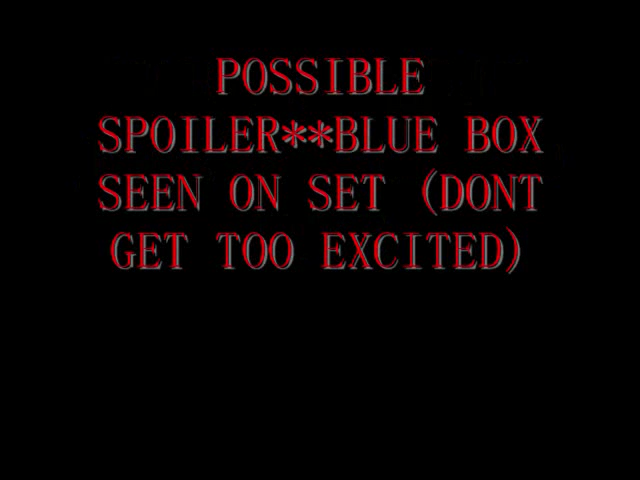 POSSIBLE
SPOILER**BLUE BOX
SEEN ON SET (DONT
GET TOO EXCITED)